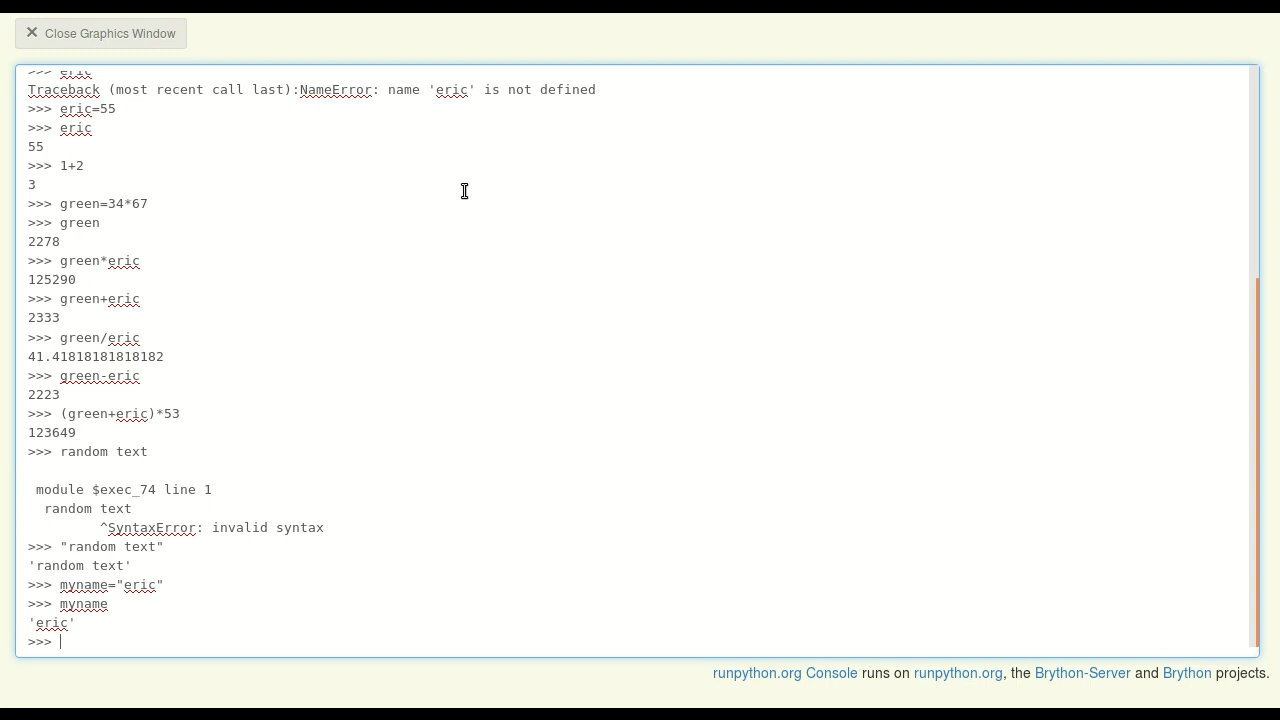 ✕ Close Graphics Window
>>> eric
Traceback (most recent call last):NameError: name 'eric' is not defined
>>> eric=55
>>> eric
55
>>> 1+2
3
>>> green=34*67
>>> green
2278
>>> green*eric
125290
>>> green+eric
2333
>>> green/eric
41.41818181818182
>>> green-eric
2223
>>> (green+eric)*53
123649
>>> random text
module $exec_74 line 1
random text
^SyntaxError: invalid syntax
>>> "random text"
'random text'
>>> myname="eric"
>>> myname
'eric'
>>>
runpython.org Console runs on runpython.org, the Brython-Server and Brython projects.